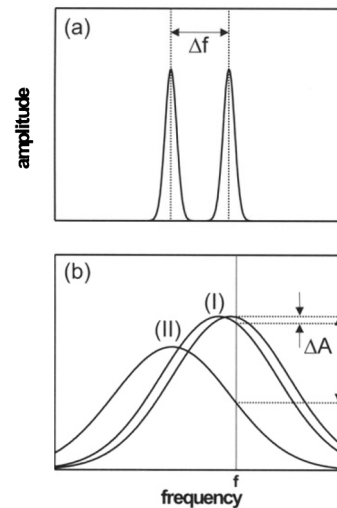 (a)
Δf
amplitude
(b)
(I)
(II)
ΔA
f
frequency